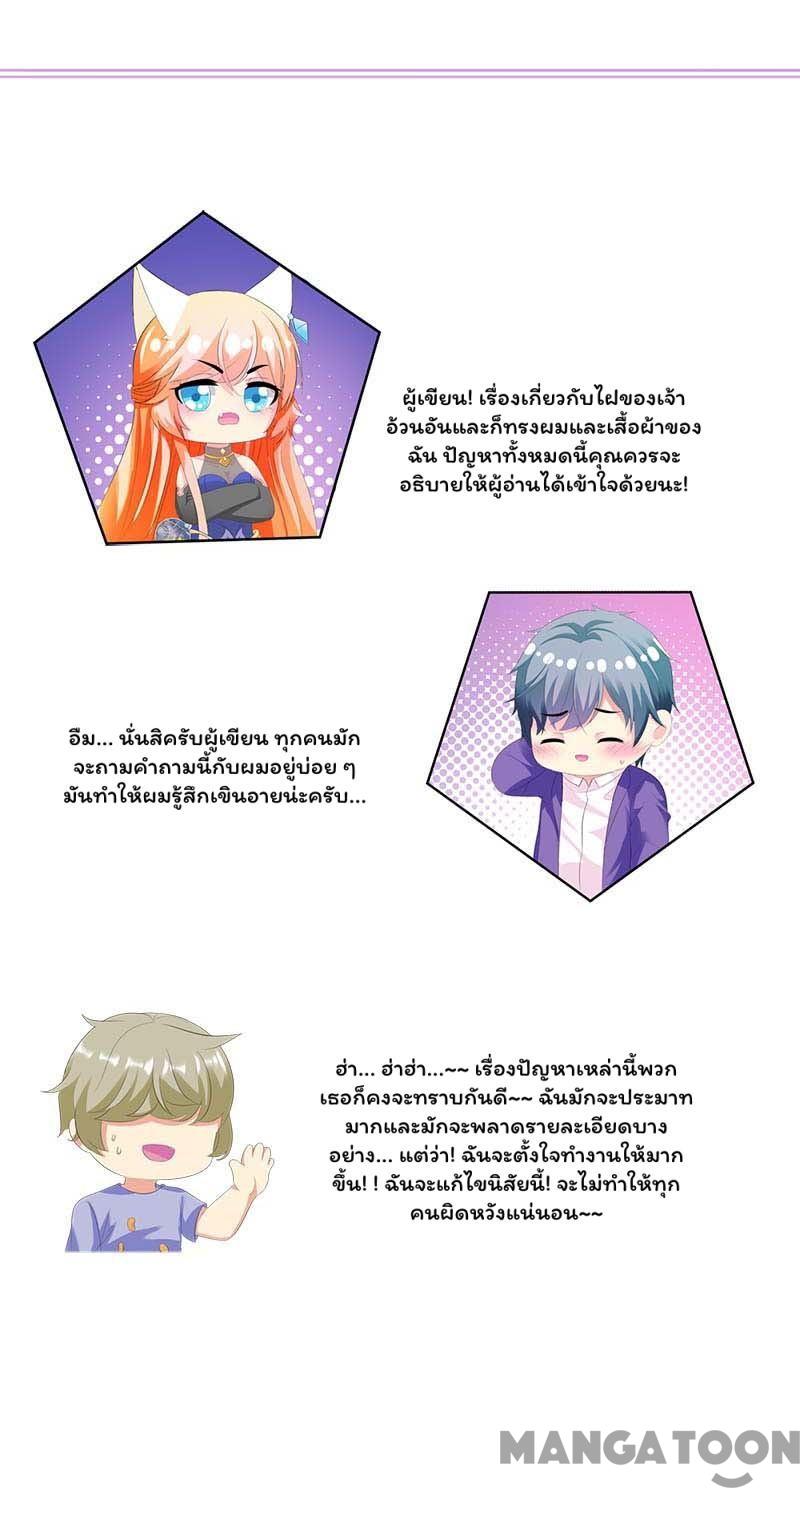 ผู้เขียน! เรื่องเกี่ยวกับไฝของเจ้า
อ้วนอันและก็ทรงผมและเสื้อผ้าของ
ฉัน ปัญหาทั้งหมดนี้คุณควรจะ
อธิบายให้ผู้อ่านได้เข้าใจด้วยนะ!
อืม... นั่นสิครับผู้เขียน ทุกคนมัก
จะถามคำถามนี้กับผมอยู่บ่อย ๆ
มันทำให้ผมรู้สึกเขินอายน่ะครับ...
ฮ่า... ฮ่าฮ่า...~~ เรื่องปัญหาเหล่านี้พวก
เธอก็คงจะทราบกันดี~~ ฉันมักจะประมาท
มากและมักจะพลาดรายละเอียดบาง
อย่าง... แต่ว่า! ฉันจะตั้งใจทำงานให้มาก
ขึ้น! ! ฉันจะแก้ไขนิสัยนี้! จะไม่ทำให้ทุก
คนผิดหวังแน่นอน~~
MANGATOON